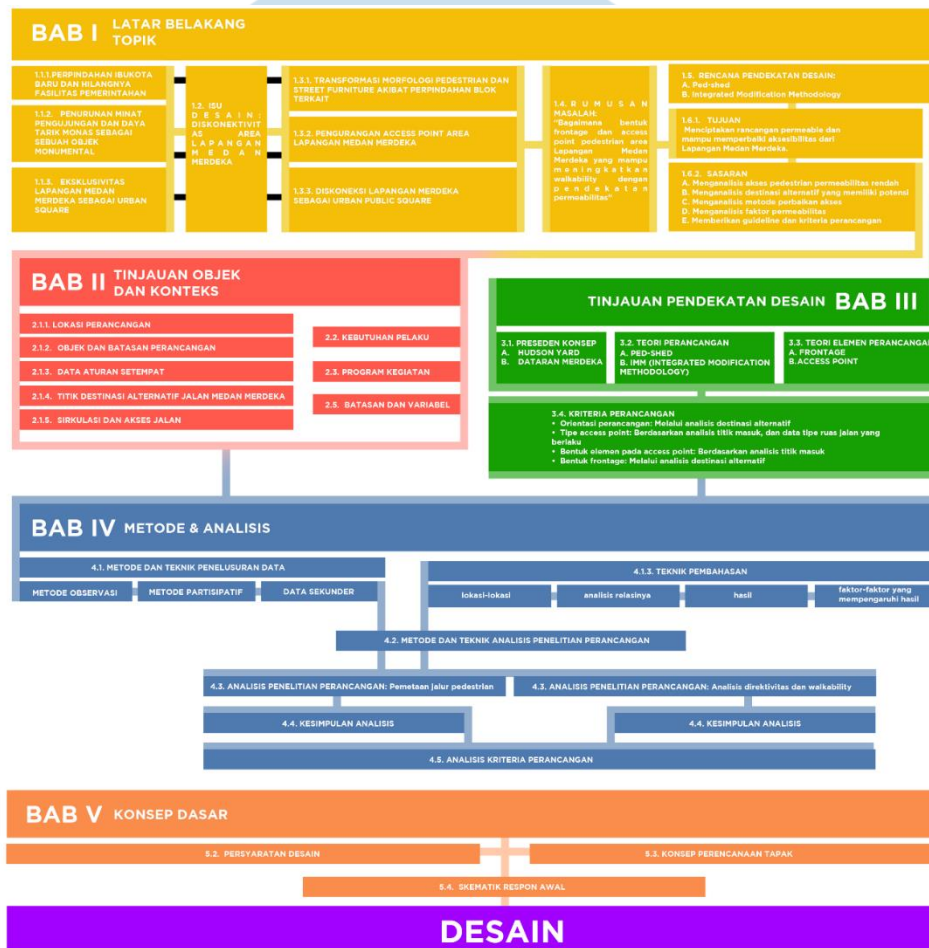 BAB I LATAR BELAKANG
TOPIK
1.1.1.PERPINDAHAN IBUKOTA
BARU DAN HILANGNYA
FASILITAS PEMERINTAHAN
1.1.2. PENURUNAN MINAT
PENGUJUNGAN DAN DAYA
TARIK MONAS SEBAGAI
SEBUAH OBJEK
MONUMENTAL
1.1.3. EKSKLUSIVITAS
LAPANGAN MEDAN
MERDEKA SEBAGAI URBAN
SQUARE
1.2. ISU
DESAIN :
DISKONEKTIVIT
AS AREA
LAPANGAN
MEDAN
MERDEKA
1.3.1. TRANSFORMASI MORFOLOGI PEDESTRIAN DAN
STREET FURNITURE AKIBAT PERPINDAHAN BLOK
TERKAIT
1.3.2. PENGURANGAN ACCESS POINT AREA
LAPANGAN MEDAN MERDEKA
1.3.3. DISKONEKSI LAPANGAN MERDEKA
SEBAGAI URBAN PUBLIC SQUARE
1.4. RUMUSAN
MASALAH:
"Bagaimana bentuk
frontage dan access
point pedestrian area
Lapangan Medan
Merdeka yang mampu
meningkatkan
walkability dengan
pendekatan
permeabilitas"
1.5. RENCANA PENDEKATAN DESAIN:
A. Ped-shed
B. Integrated Modification Methodology
1.6.1. TUJUAN
Menciptakan rancangan permeable dan
mampu memperbaiki aksesibilitas dari
Lapangan Medan Merdeka.
1.6.2. SASARAN
A. Menganalisis akses pedestrian permeabilitas rendah
B. Menganalisis destinasi alternatif yang memiliki potensi
C. Menganalisis metode perbaikan akses
D. Menganalisis faktor permeabilitas
E. Memberikan guideline dan kriteria perancangan
BAB II TINJAUAN OBJEK
DAN KONTEKS
2.1.1. LOKASI PERANCANGAN
2.1.2. OBJEK DAN BATASAN PERANCANGAN
2.1.3. DATA ATURAN SETEMPAT
2.1.4. TITIK DESTINASI ALTERNATIF JALAN MEDAN MERDEKA
2.1.5. SIRKULASI DAN AKSES JALAN
2.2. KEBUTUHAN PELAKU
2.3. PROGRAM KEGIATAN
2.5. BATASAN DAN VARIABEL
TINJAUAN PENDEKATAN DESAIN BAB III
3.1. PRESEDEN KONSEP
A. HUDSON YARD
B. DATARAN MERDEKA
3.2. TEORI PERANCANGAN
A. PED-SHED
B. IMM (INTEGRATED MODIFICATION
METHODOLOGY)
3.3. TEORI ELEMEN PERANCANGAN
A. FRONTAGE
B.ACCESS POINT
3.4. KRITERIA PERANCANGAN
• Orientasi perancangan: Melalui analisis destinasi alternatif
• Tipe access point: Berdasarkan analisis titik masuk, dan data tipe ruas jalan yang
berlaku
• Bentuk elemen pada access point: Berdasarkan analisis titik masuk
• Bentuk frontage: Melalui analisis destinasi alternatif
BAB IV METODE & ANALISIS
4.1. METODE DAN TEKNIK PENELUSURAN DATA
METODE OBSERVASI
METODE PARTISIPATIF
DATA SEKUNDER
4.1.3. TEKNIK PEMBAHASAN
lokasi-lokasi
analisis relasinya
hasil
faktor-faktor yang
mempengaruhi hasil
4.2. METODE DAN TEKNIK ANALISIS PENELITIAN PERANCANGAN
4.3. ANALISIS PENELITIAN PERANCANGAN: Pemetaan jalur pedestrian
4.3. ANALISIS PENELITIAN PERANCANGAN: Analisis direktivitas dan walkability
4.4. KESIMPULAN ANALISIS
4.4. KESIMPULAN ANALISIS
4.5. ANALISIS KRITERIA PERANCANGAN
BAB V KONSEP DASAR
5.2. PERSYARATAN DESAIN
5.3. KONSEP PERENCANAAN TAPAK
5.4. SKEMATIK RESPON AWAL
DESAIN